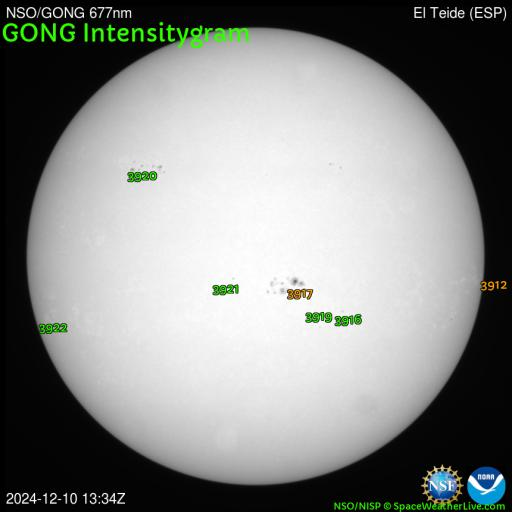 NSO/GONG 677nm
El Teide (ESP)
GONG Intensitygram
3920
3921
3917
3912
3919
3916
3922
2024-12-10 13:34Z
NSF
NOAA
NSO/NISP © SpaceWeatherLive.com